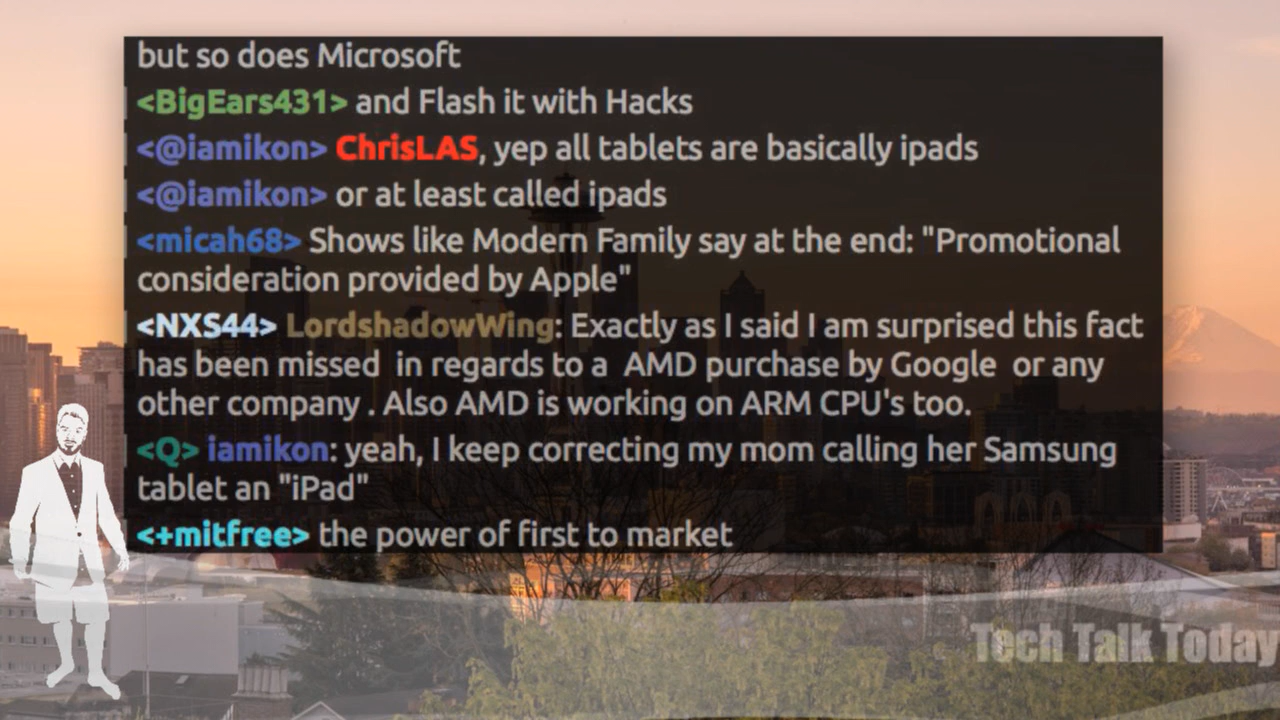 but so does Microsoft
<BigEars431> and Flash it with Hacks
<@iamikon> ChrisLAS, yep all tablets are basically ipads
<@iamikon> or at least called ipads
<micah68> Shows like Modern Family say at the end: "Promotional
consideration provided by Apple"
<NXS44> LordshadowWing: Exactly as I said I am surprised this fact
has been missed  in regards to a  AMD purchase by Google  or any
other company . Also AMD is working on ARM CPU's too.
<Q> iamikon: yeah, I keep correcting my mom calling her Samsung
tablet an "iPad"
<+mitfree> the power of first to market
Tech Talk Today